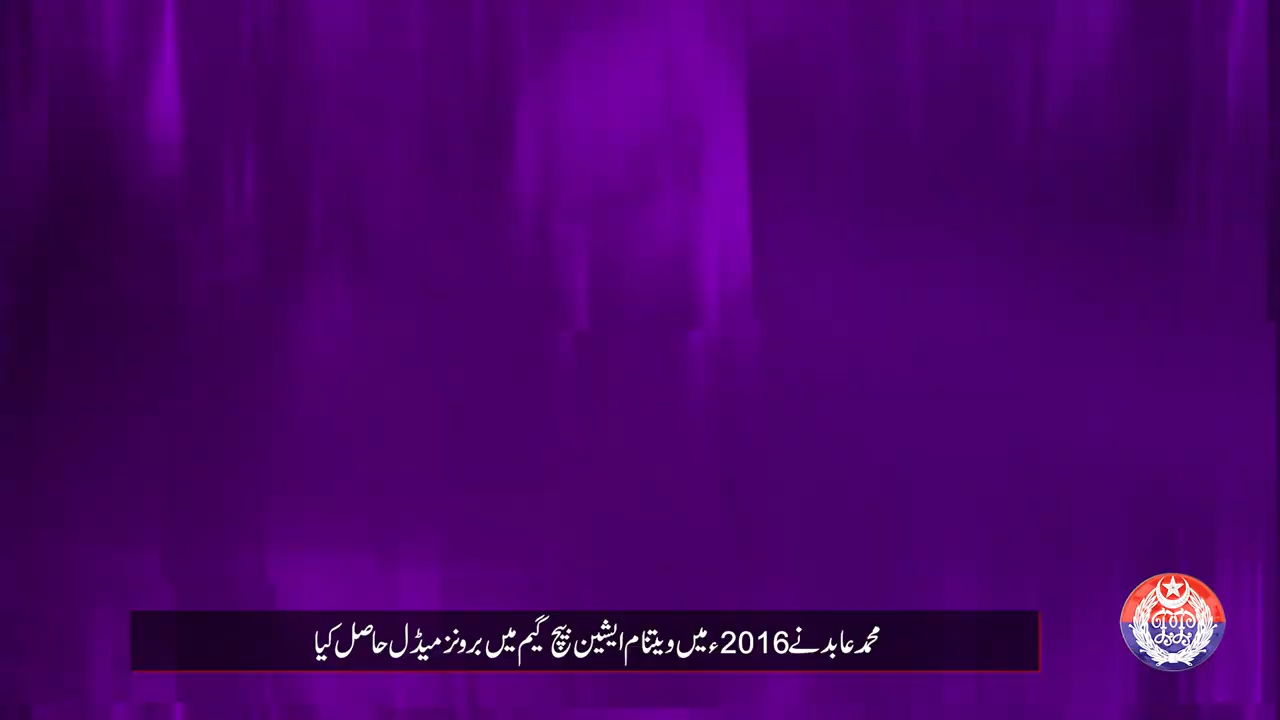 محمد عابد نے 2016ء میں ویتنام ایشین بیچ گیم میں برونز میڈل حاصل کیا